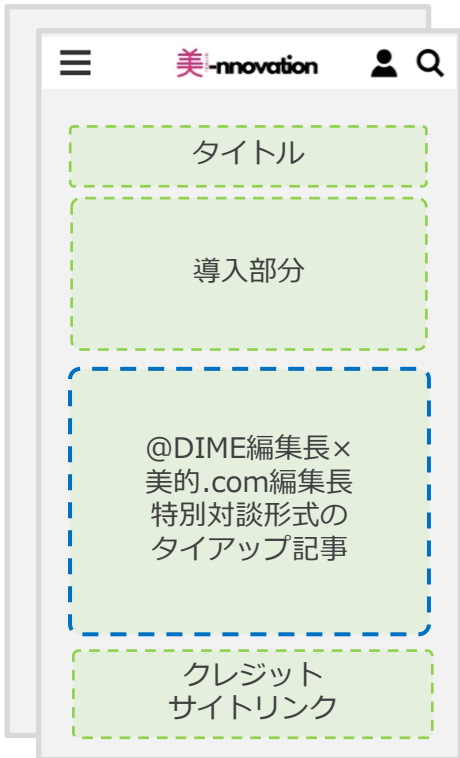 美-nnovation
タイトル
導入部分
@DIME編集長×
美的.com編集長
特別対談形式の
タイアップ記事
クレジット
サイトリンク